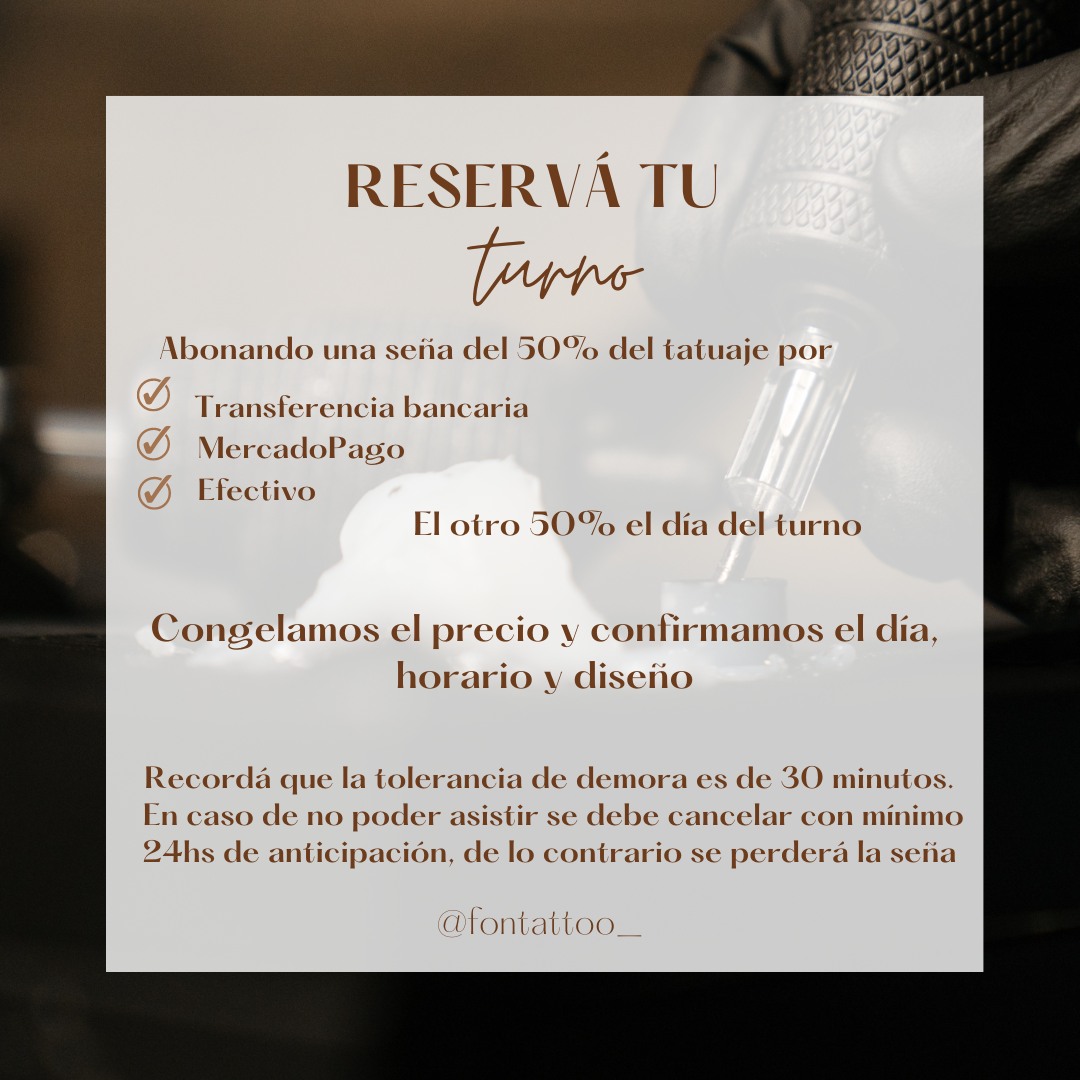 RESERVÁ TU
turno
Abonando una seña del 50% del tatuaje por
Transferencia bancaria
MercadoPago
Efectivo
El otro 50% el día del turno
Congelamos el precio y confirmamos el día,
horario y diseño
Recordá que la tolerancia de demora es de 30 minutos.
En caso de no poder asistir se debe cancelar con mínimo
24hs de anticipación, de lo contrario se perderá la seña
@fontattoo_